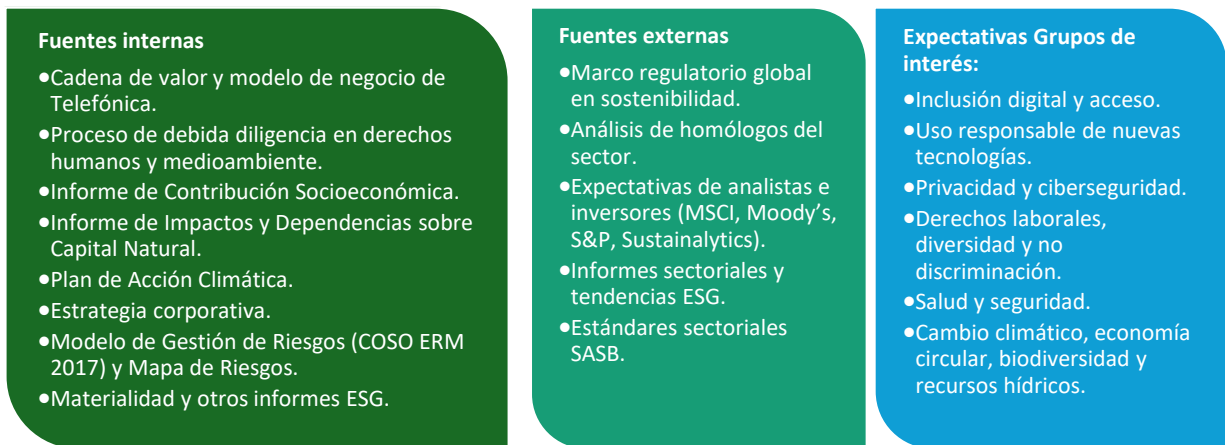 Fuentes internas
•Cadena de valor y modelo de negocio de
Telefónica.
•Proceso de debida diligencia en derechos
humanos y medioambiente.
•Informe de Contribución Socioeconómica.
•Informe de Impactos y Dependencias sobre
Capital Natural.
•Plan de Acción Climática.
•Estrategia corporativa.
•Modelo de Gestión de Riesgos (COSO ERM
2017) y Mapa de Riesgos.
•Materialidad y otros informes ESG.
Fuentes externas
•Marco regulatorio global
en sostenibilidad.
•Análisis de homólogos del
sector.
•Expectativas de analistas e
inversores (MSCI, Moody’s,
S&P, Sustainalytics).
•Informes sectoriales y
tendencias ESG.
•Estándares sectoriales
SASB.
Expectativas Grupos de
interés:
•Inclusión digital y acceso.
•Uso responsable de nuevas
tecnologías.
•Privacidad y ciberseguridad.
•Derechos laborales,
diversidad y no
discriminación.
•Salud y seguridad.
•Cambio climático, economía
circular, biodiversidad y
recursos hídricos.